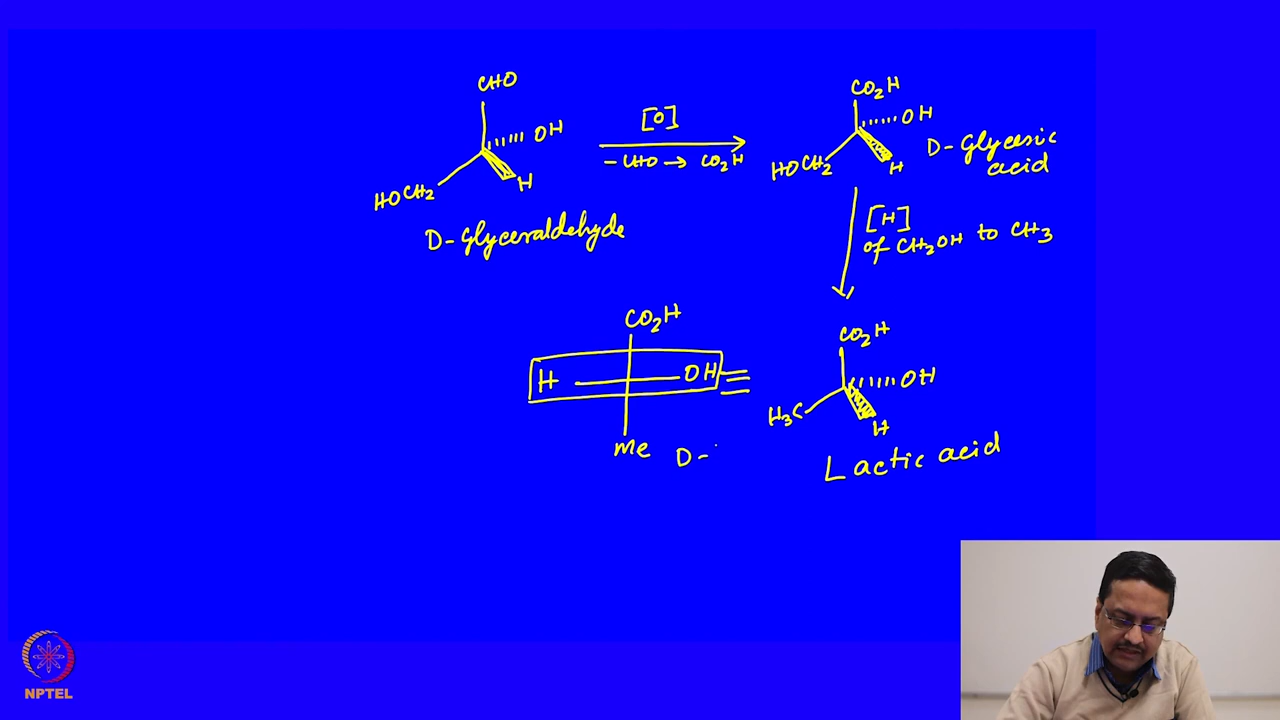 CHO
OH
H
HOCH2
D-glyceraldehyde
[O]
- CHO → CO2H
CO2H
OH
H
HOCH2
D-glyceric
acid
[H]
of CH2OH to CH3
CO2H
H OH
Me
D-
≡
CO2H
OH
H3C
H
Lactic acid
NPTEL